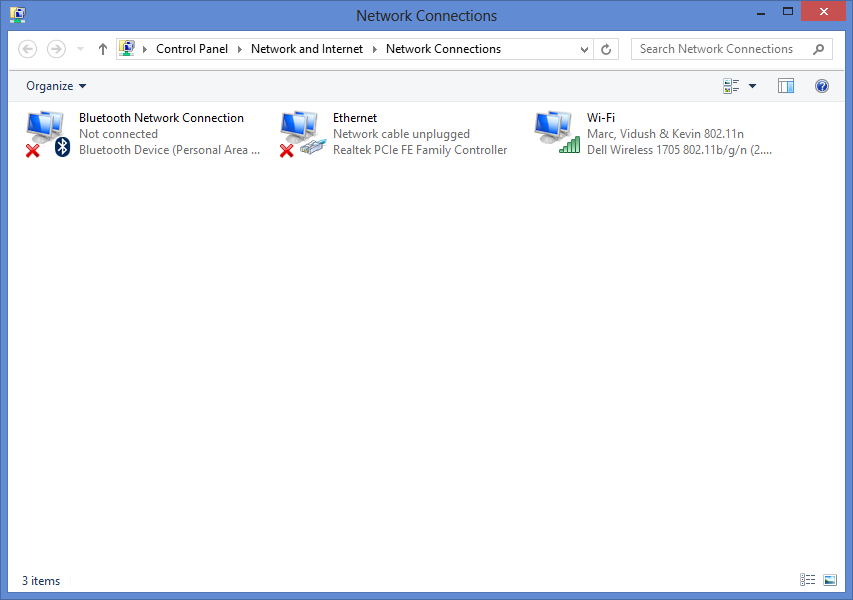 Network Connections
Control Panel Network and Internet Network Connections
Search Network Connections
Organize
Bluetooth Network Connection
Not connected
Bluetooth Device (Personal Area ...
Ethernet
Network cable unplugged
Realtek PCIe FE Family Controller
Wi-Fi
Marc, Vidush & Kevin 802.11n
Dell Wireless 1705 802.11b/g/n (2....
3 items